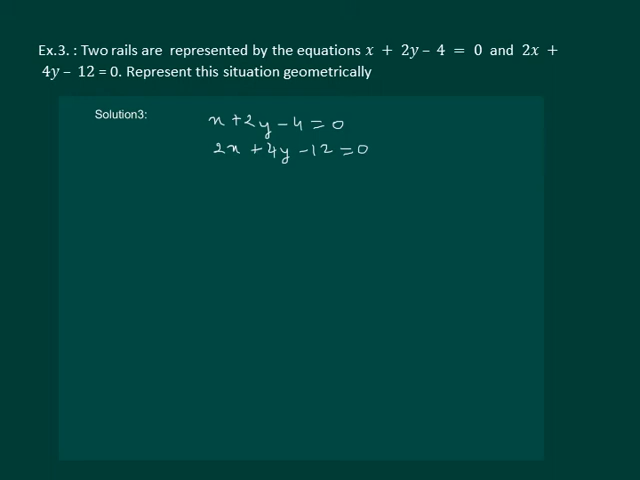 Ex.3. : Two rails are represented by the equations x + 2y – 4 = 0 and 2x +
4y – 12 = 0. Represent this situation geometrically
Solution3:
x + 2y – 4 = 0
2x + 4y – 12 = 0